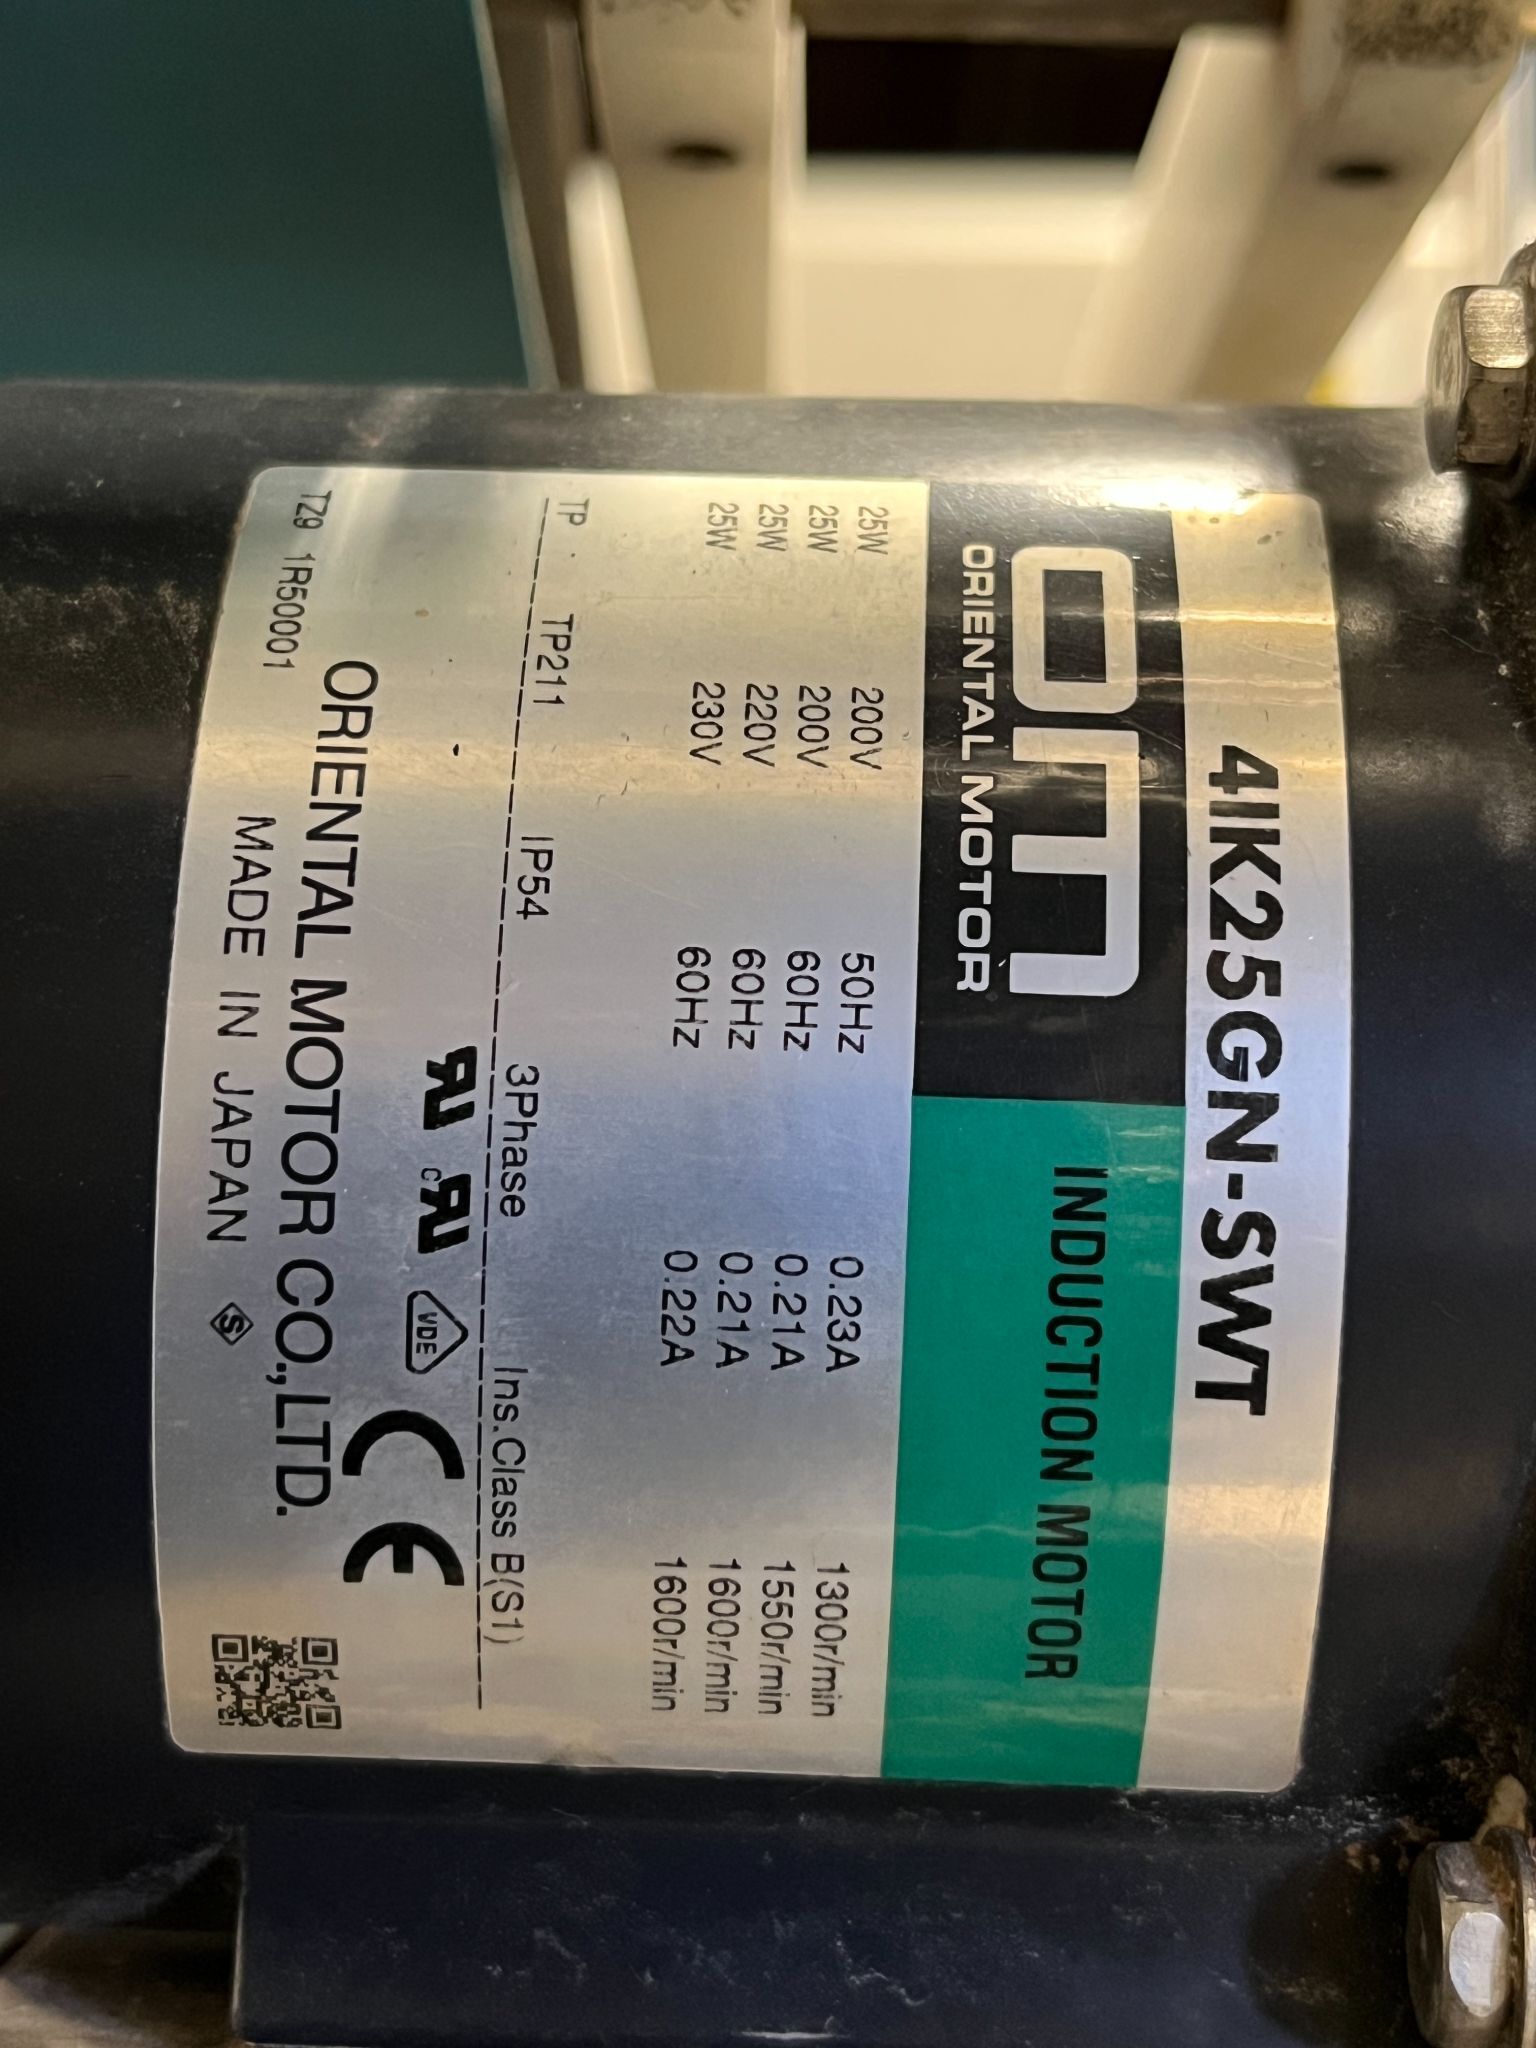 4IK25GN-SWT
ORIENTAL MOTOR
INDUCTION MOTOR
25W 200V 50Hz 0.23A 1300r/min
25W 200V 60Hz 0.21A 1550r/min
25W 220V 60Hz 0.21A 1600r/min
25W 230V 60Hz 0.22A 1600r/min
TP TP211 IP54 3Phase Ins.Class B(S1)
c VDE CE
ORIENTAL MOTOR CO.,LTD.
TZ9 1R50001 MADE IN JAPAN S